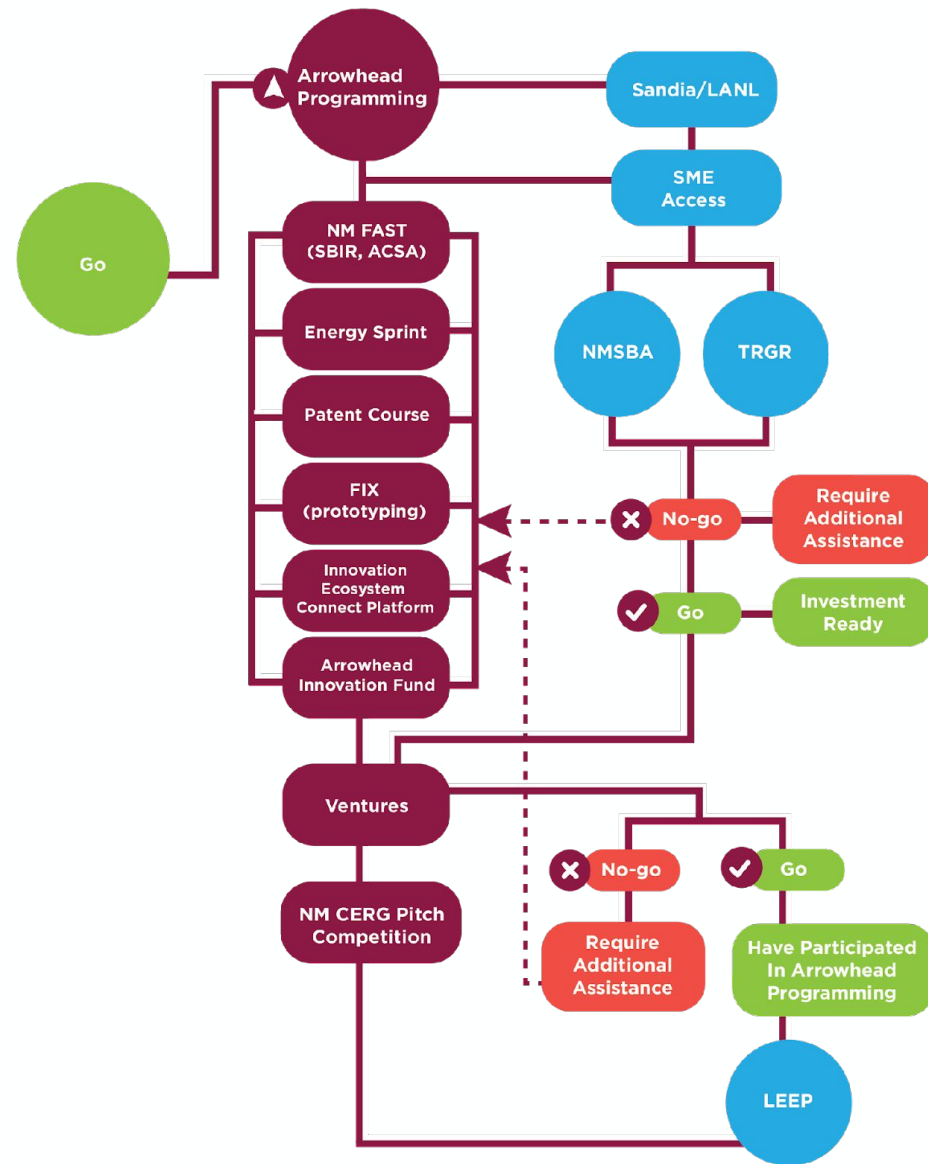 Arrowhead
Programming
Sandia/LANL
SME
Access
Go
NM FAST
(SBIR, ACSA)
Energy Sprint
NMSBA
TRGR
Patent Course
FIX
(prototyping)
No-go
Require
Additional
Assistance
Innovation
Ecosystem
Connect Platform
Go
Investment
Ready
Arrowhead
Innovation Fund
Ventures
No-go
Go
NM CERG Pitch
Competition
Require
Additional
Assistance
Have Participated
In Arrowhead
Programming
LEEP